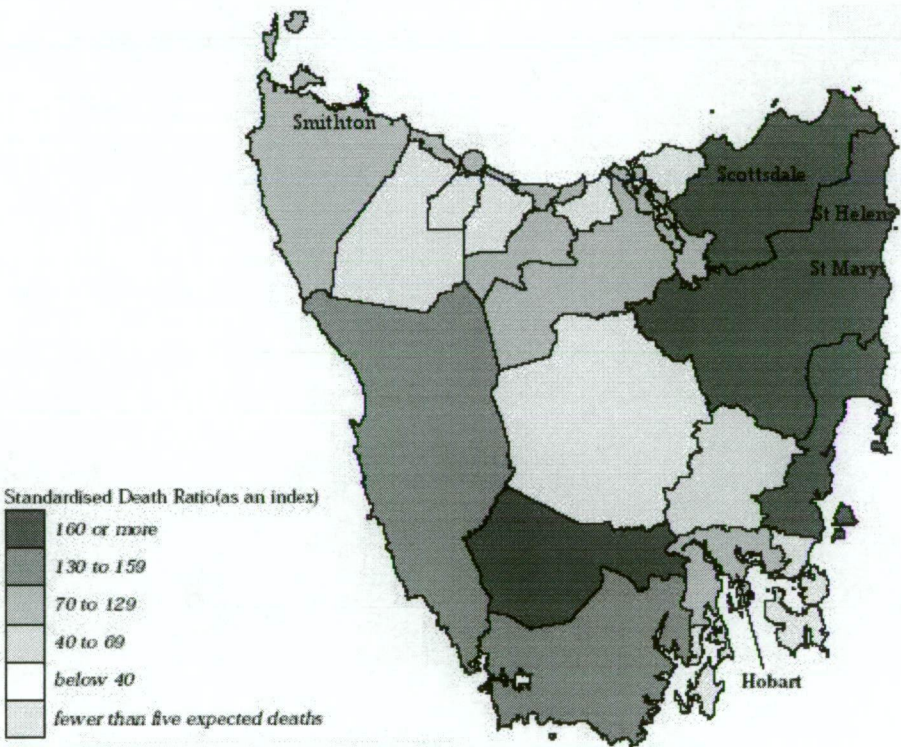 Smithton
Scottsdale
St Helens
St Marys
Standardised Death Ratio(as an index)
160 or more
130 to 159
70 to 129
40 to 69
below 40
fewer than five expected deaths
Hobart